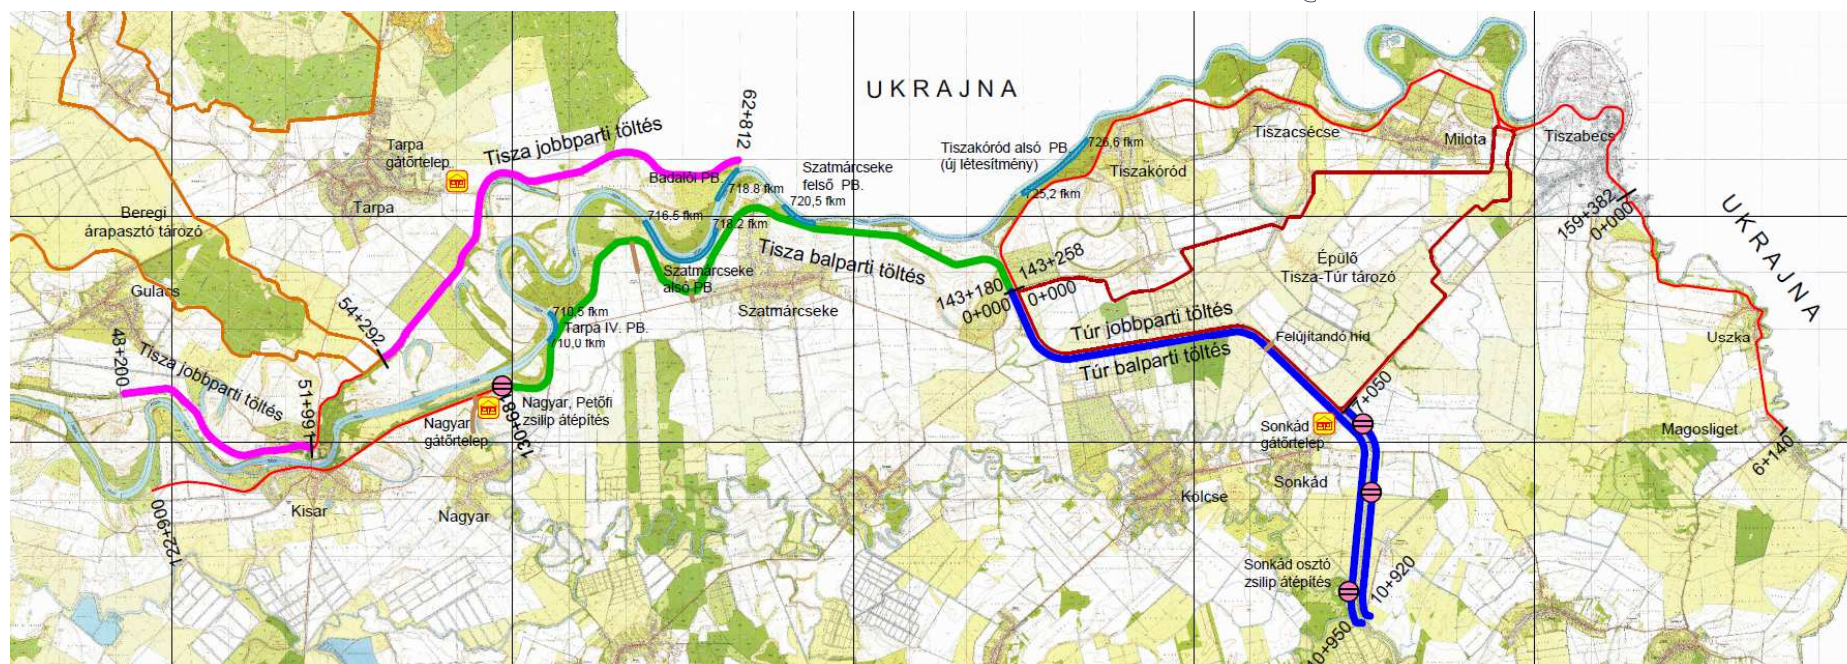 UKRAJNA
62+812
Tisza jobbparti töltés
Tarpa
gátőrtelep
Badalói PB.
718.8 fkm
Szatmárcseke
felső PB.
720,5 fkm
Tiszakóród alsó PB.
(új létesítmény)
726,6 fkm
725,2 fkm
Tiszakóród
Tiszacsécse
Milota
Tiszabecs
Tarpa
Beregi
árapasztó tározó
716.5 fkm
718.2 fkm
Tisza balparti töltés
159+382
0+000
UKRAJNA
Gulács
Szatmárcseke
alsó PB.
Szatmárcseke
143+258
0+000
143+180
0+000
Épülő
Tisza-Túr tározó
54+292
48+200
Tisza jobbparti töltés
710,5 fkm
Tarpa IV. PB.
710,0 fkm
Túr jobbparti töltés
Túr balparti töltés
Felújítandó híd
Uszka
51+991
Nagyar
gátőrtelep
Nagyar, Petőfi
zsilip átépítés
130+681
7+050
Sonkád
gátőrtelep
Magosliget
6+140
Kisar
Nagyar
122+900
Kölcse
Sonkád
Sonkád osztó
zsilip átépítés
10+920
10+950